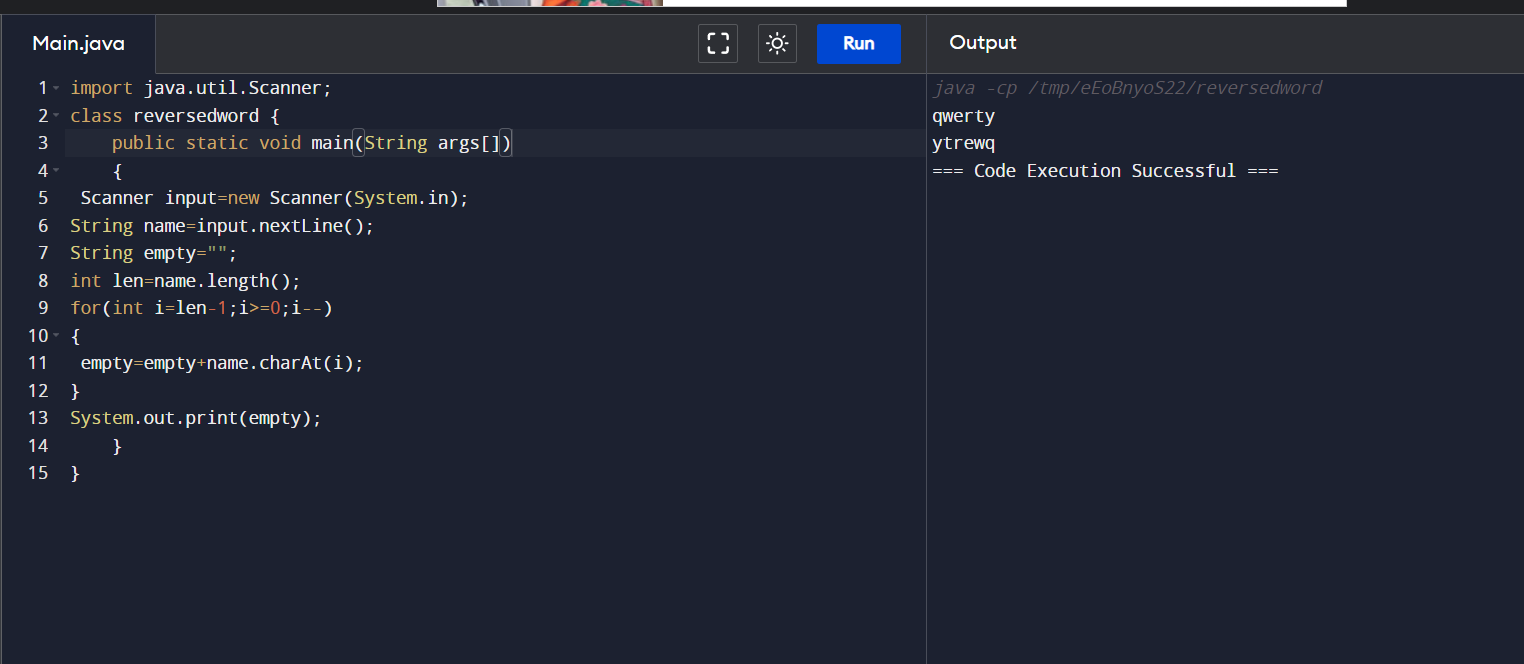 Main.java
Run
Output
1 import java.util.Scanner;
2 class reversedword {
3 public static void main(String args[])
4 {
5 Scanner input=new Scanner(System.in);
6 String name=input.nextLine();
7 String empty="";
8 int len=name.length();
9 for(int i=len-1;i>=0;i--)
10 {
11 empty=empty+name.charAt(i);
12 }
13 System.out.print(empty);
14 }
15 }
java -cp /tmp/eEoBnyoS22/reversedword
qwerty
ytrewq
=== Code Execution Successful ===